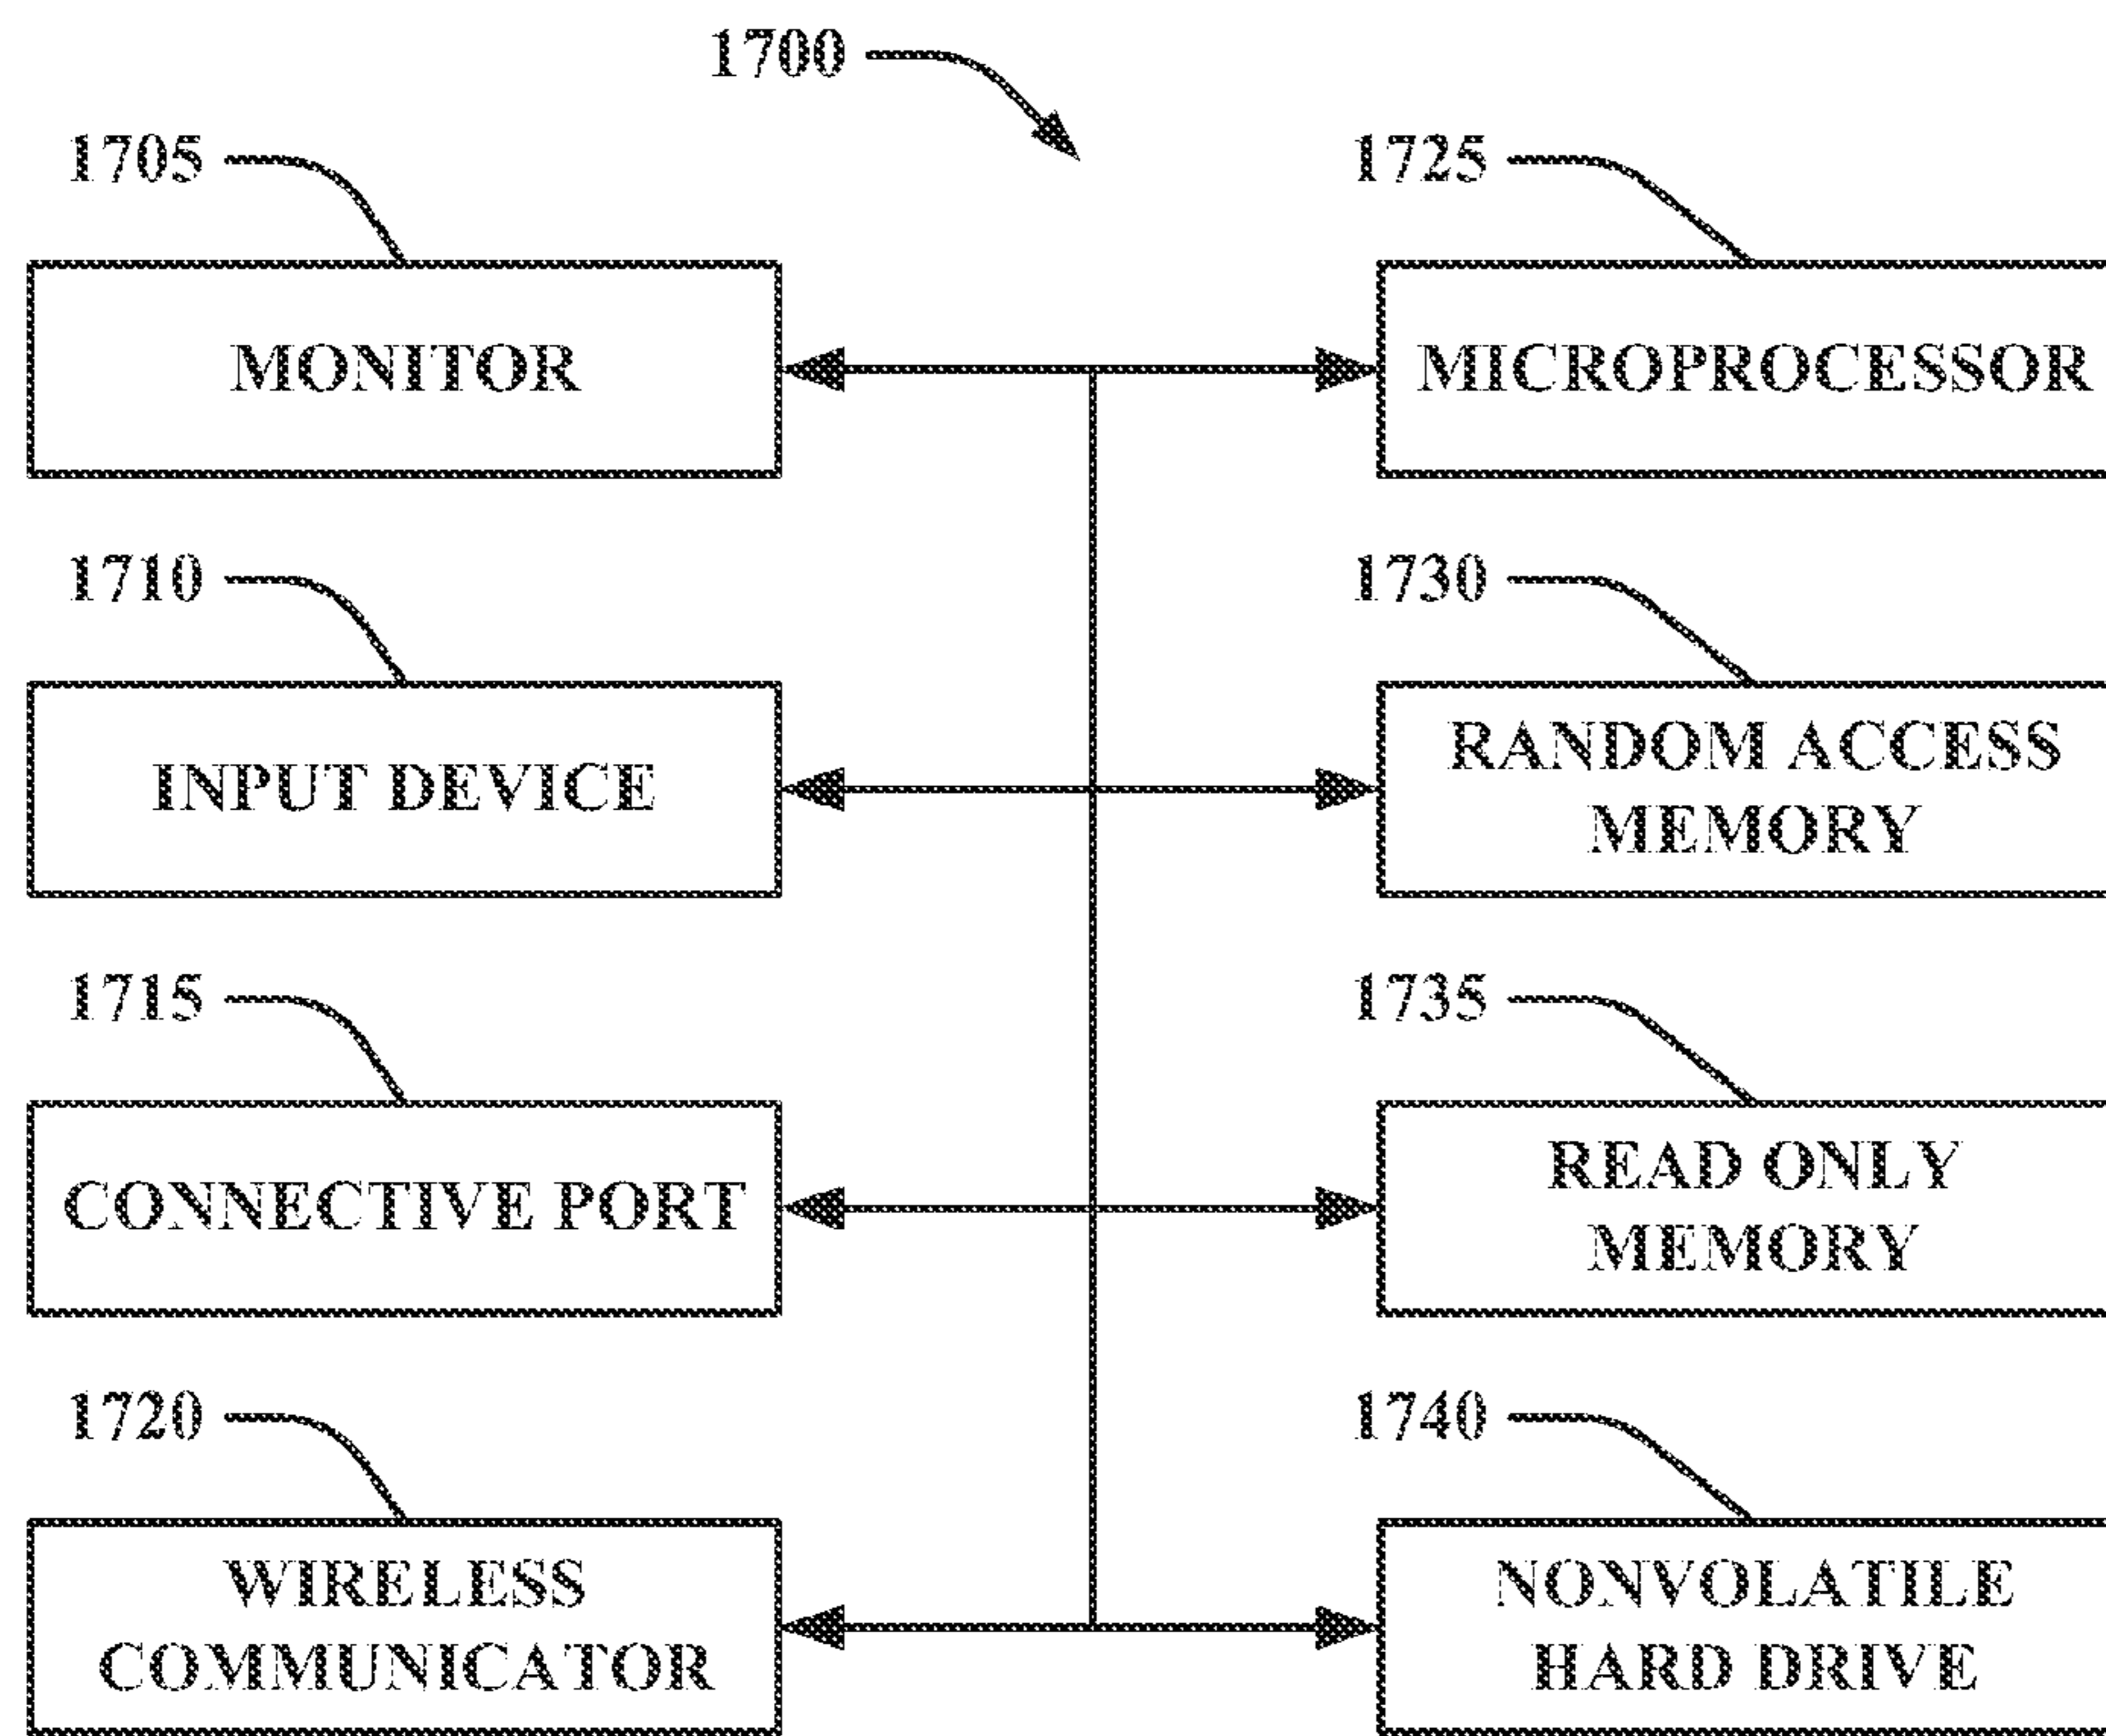 1700
1705
1725
MONITOR
MICROPROCESSOR
1710
1730
INPUT DEVICE
RANDOM ACCESS
MEMORY
1715
1735
CONNECTIVE PORT
READ ONLY
MEMORY
1720
1740
WIRELESS
COMMUNICATOR
NONVOLATILE
HARD DRIVE